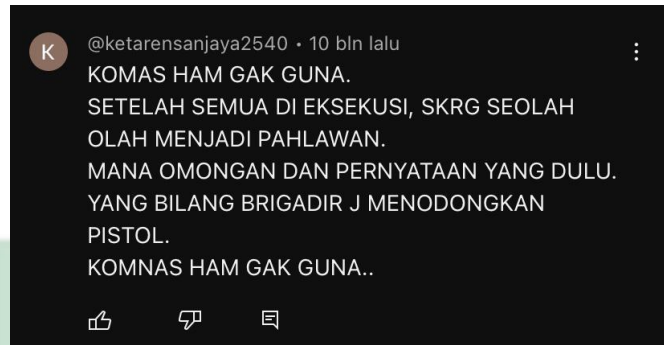 K
@ketarensanjaya2540 • 10 bln lalu
KOMAS HAM GAK GUNA.
SETELAH SEMUA DI EKSEKUSI, SKRG SEOLAH
OLAH MENJADI PAHLAWAN.
MANA OMONGAN DAN PERNYATAAN YANG DULU.
YANG BILANG BRIGADIR J MENODONGKAN
PISTOL.
KOMNAS HAM GAK GUNA..